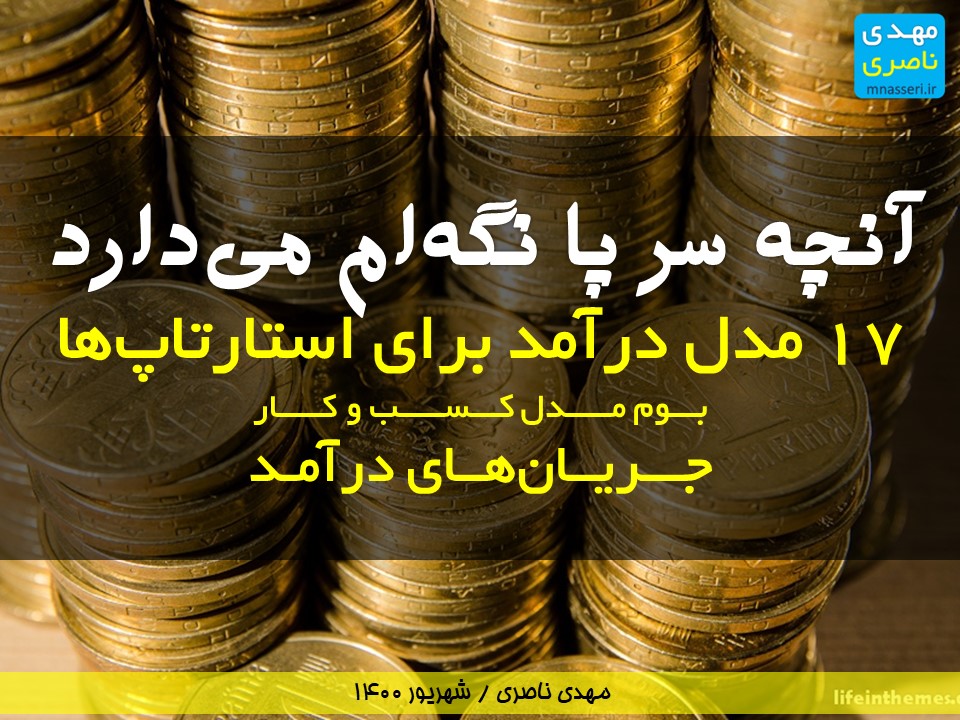 مهدی
ناصری
mnasseri.ir
آنچه سر پا نگه‌ام می‌دارد
۱۷ مدل درآمد برای استارتاپ‌ها
بوم مدل کسب و کار
جریان‌های درآمد
مهدی ناصری / شهریور ۱۴۰۰
lifeinthemes.